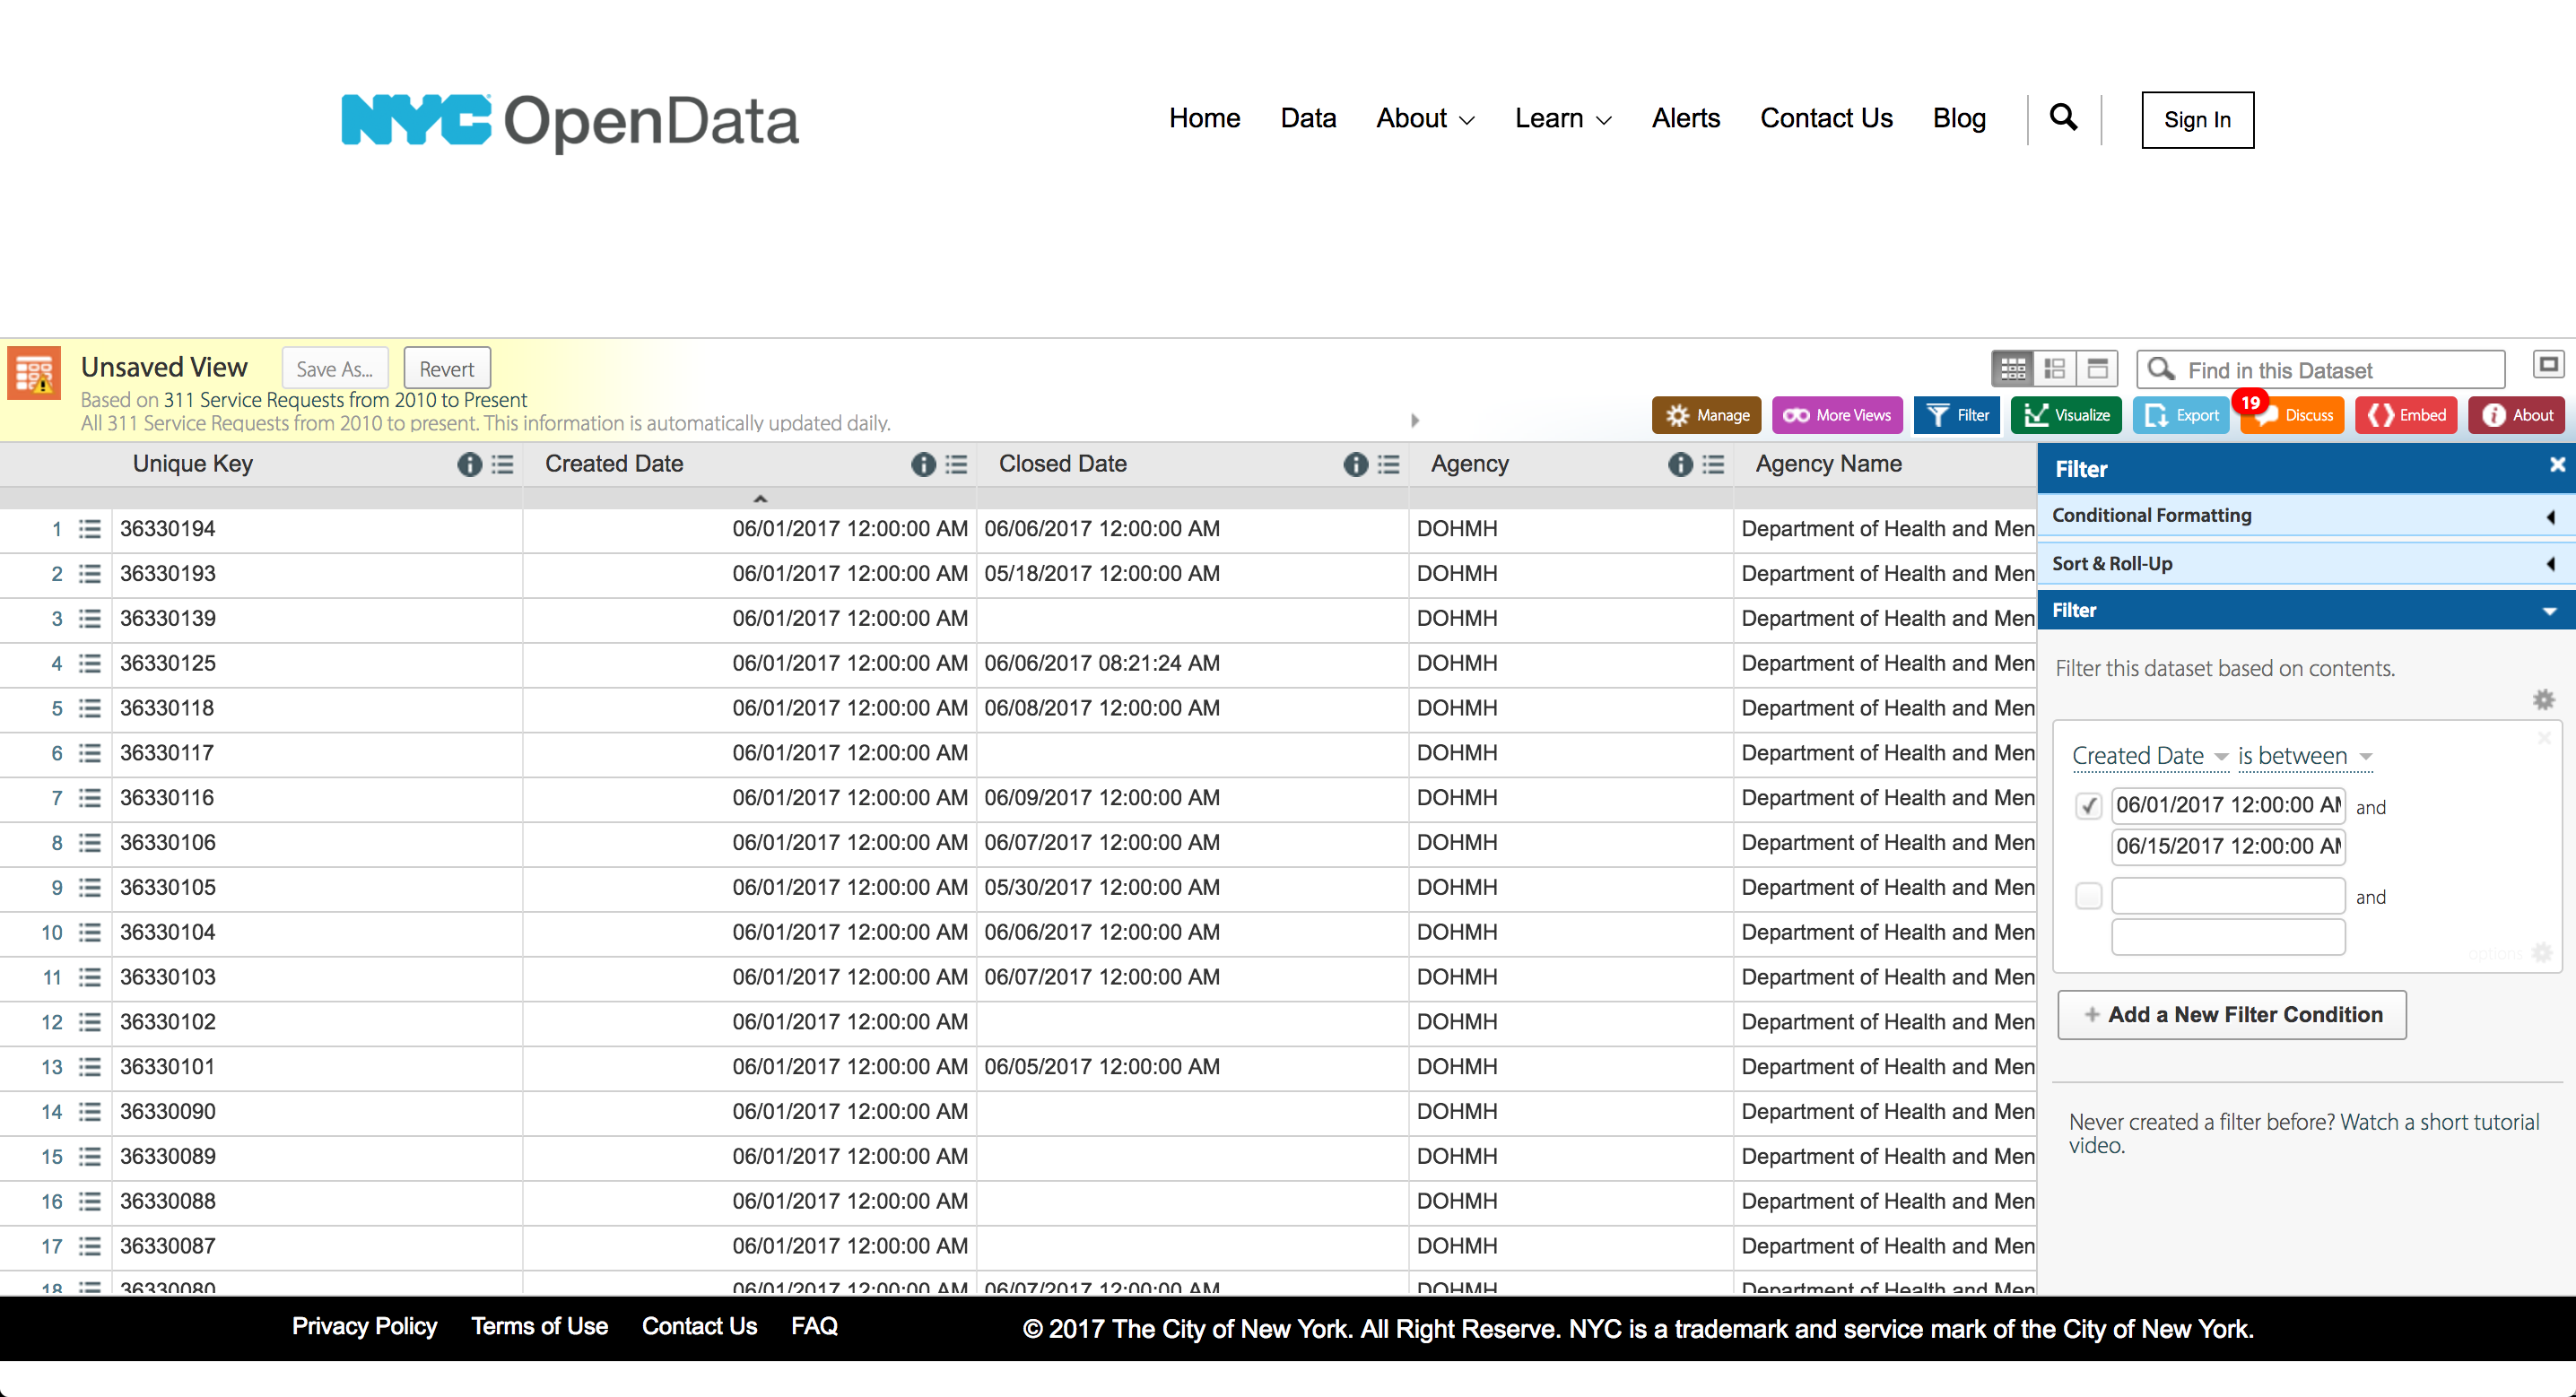 NYC OpenData
Home Data About Learn Alerts Contact Us Blog Sign In
Unsaved View Save As... Revert
Based on 311 Service Requests from 2010 to Present
All 311 Service Requests from 2010 to present. This information is automatically updated daily.
Find in this Dataset
Manage More Views Filter Visualize Export 19 Discuss Embed About
Unique Key Created Date Closed Date Agency Agency Name
1 36330194 06/01/2017 12:00:00 AM 06/06/2017 12:00:00 AM DOHMH Department of Health and Men
2 36330193 06/01/2017 12:00:00 AM 05/18/2017 12:00:00 AM DOHMH Department of Health and Men
3 36330139 06/01/2017 12:00:00 AM DOHMH Department of Health and Men
4 36330125 06/01/2017 12:00:00 AM 06/06/2017 08:21:24 AM DOHMH Department of Health and Men
5 36330118 06/01/2017 12:00:00 AM 06/08/2017 12:00:00 AM DOHMH Department of Health and Men
6 36330117 06/01/2017 12:00:00 AM DOHMH Department of Health and Men
7 36330116 06/01/2017 12:00:00 AM 06/09/2017 12:00:00 AM DOHMH Department of Health and Men
8 36330106 06/01/2017 12:00:00 AM 06/07/2017 12:00:00 AM DOHMH Department of Health and Men
9 36330105 06/01/2017 12:00:00 AM 05/30/2017 12:00:00 AM DOHMH Department of Health and Men
10 36330104 06/01/2017 12:00:00 AM 06/06/2017 12:00:00 AM DOHMH Department of Health and Men
11 36330103 06/01/2017 12:00:00 AM 06/07/2017 12:00:00 AM DOHMH Department of Health and Men
12 36330102 06/01/2017 12:00:00 AM DOHMH Department of Health and Men
13 36330101 06/01/2017 12:00:00 AM 06/05/2017 12:00:00 AM DOHMH Department of Health and Men
14 36330090 06/01/2017 12:00:00 AM DOHMH Department of Health and Men
15 36330089 06/01/2017 12:00:00 AM DOHMH Department of Health and Men
16 36330088 06/01/2017 12:00:00 AM DOHMH Department of Health and Men
17 36330087 06/01/2017 12:00:00 AM DOHMH Department of Health and Men
18 36330080 06/01/2017 12:00:00 AM 06/07/2017 12:00:00 AM DOHMH Department of Health and Men
Filter
Conditional Formatting
Sort & Roll-Up
Filter
Filter this dataset based on contents.
Created Date is between
06/01/2017 12:00:00 AM and
06/15/2017 12:00:00 AM
and
options
+ Add a New Filter Condition
Never created a filter before? Watch a short tutorial
video.
Privacy Policy Terms of Use Contact Us FAQ © 2017 The City of New York. All Right Reserve. NYC is a trademark and service mark of the City of New York.